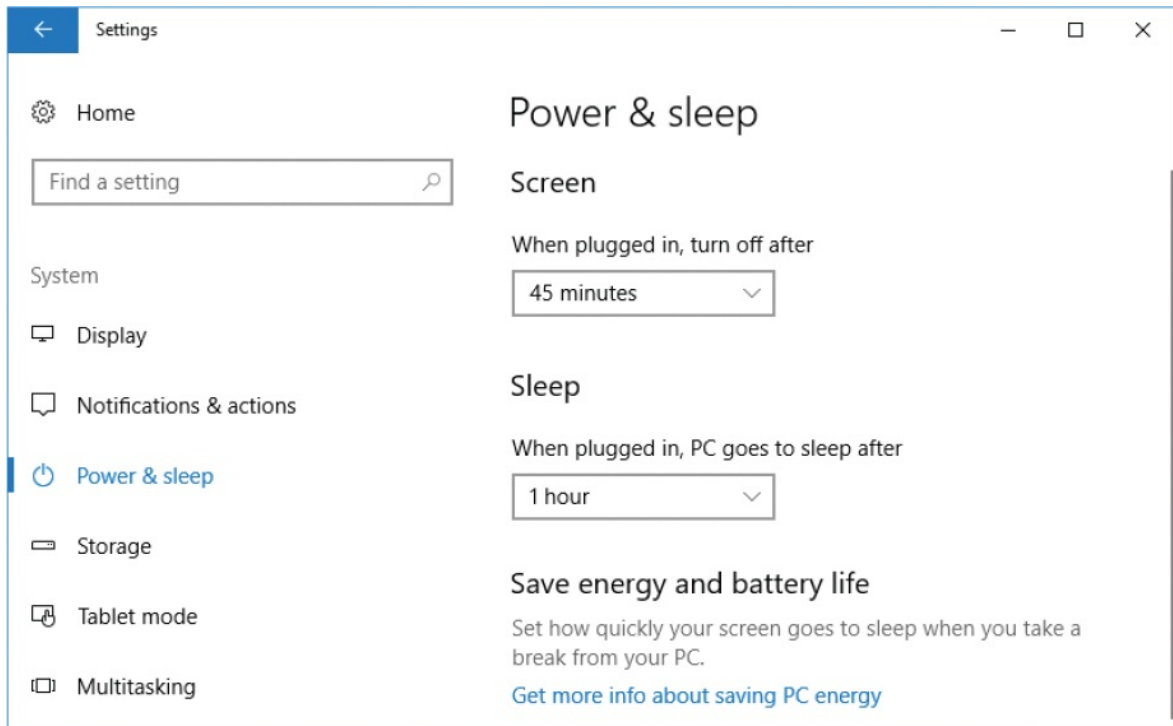 Settings
Home
Find a setting
System
Display
Notifications & actions
Power & sleep
Storage
Tablet mode
Multitasking
Power & sleep
Screen
When plugged in, turn off after
45 minutes
Sleep
When plugged in, PC goes to sleep after
1 hour
Save energy and battery life
Set how quickly your screen goes to sleep when you take a
break from your PC.
Get more info about saving PC energy